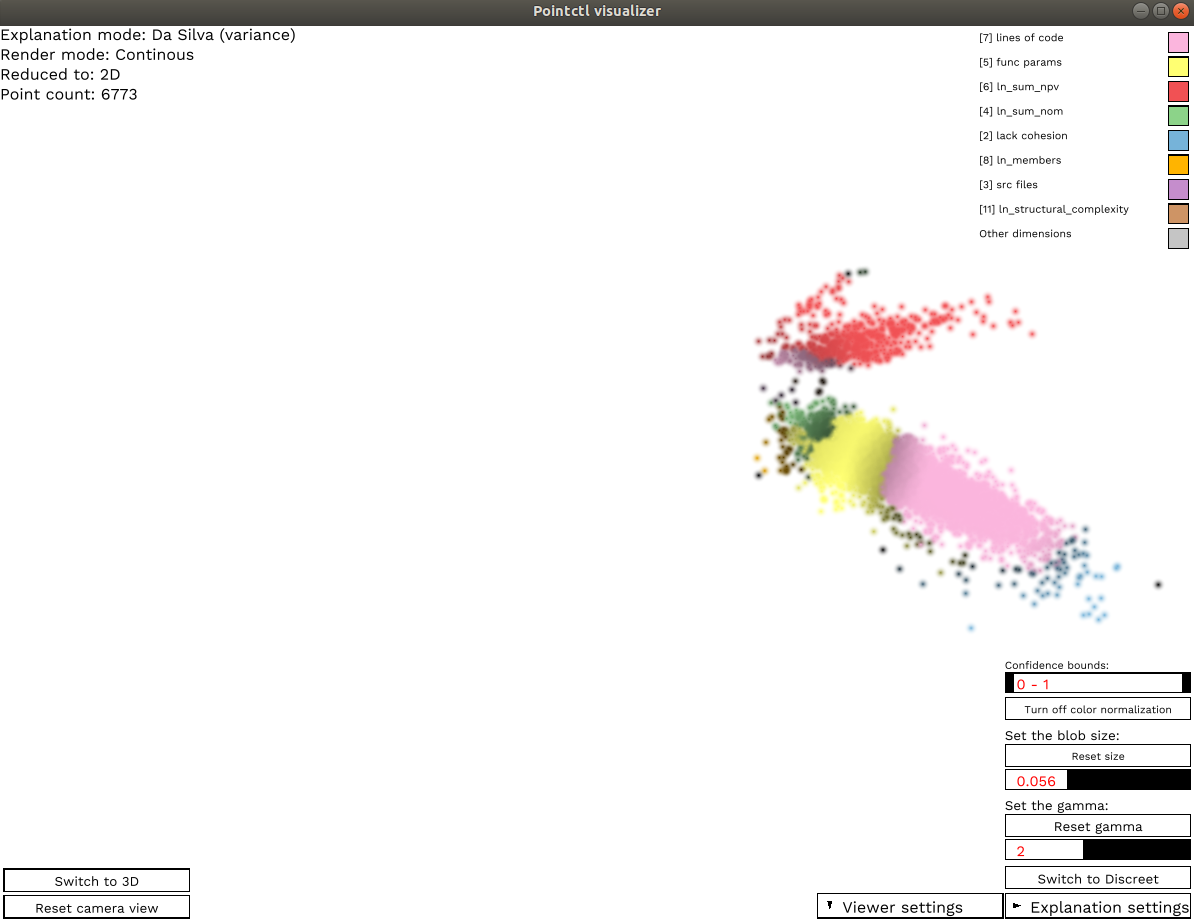 Pointctl visualizer
Explanation mode: Da Silva (variance)
Render mode: Continous
Reduced to: 2D
Point count: 6773
[7] lines of code
[5] func params
[6] ln_sum_npv
[4] ln_sum_nom
[2] lack cohesion
[8] ln_members
[3] src files
[11] ln_structural_complexity
Other dimensions
Confidence bounds:
0 - 1
Turn off color normalization
Set the blob size:
Reset size
0.056
Set the gamma:
Reset gamma
2
Switch to Discreet
Switch to 3D
Reset camera view
Viewer settings
Explanation settings